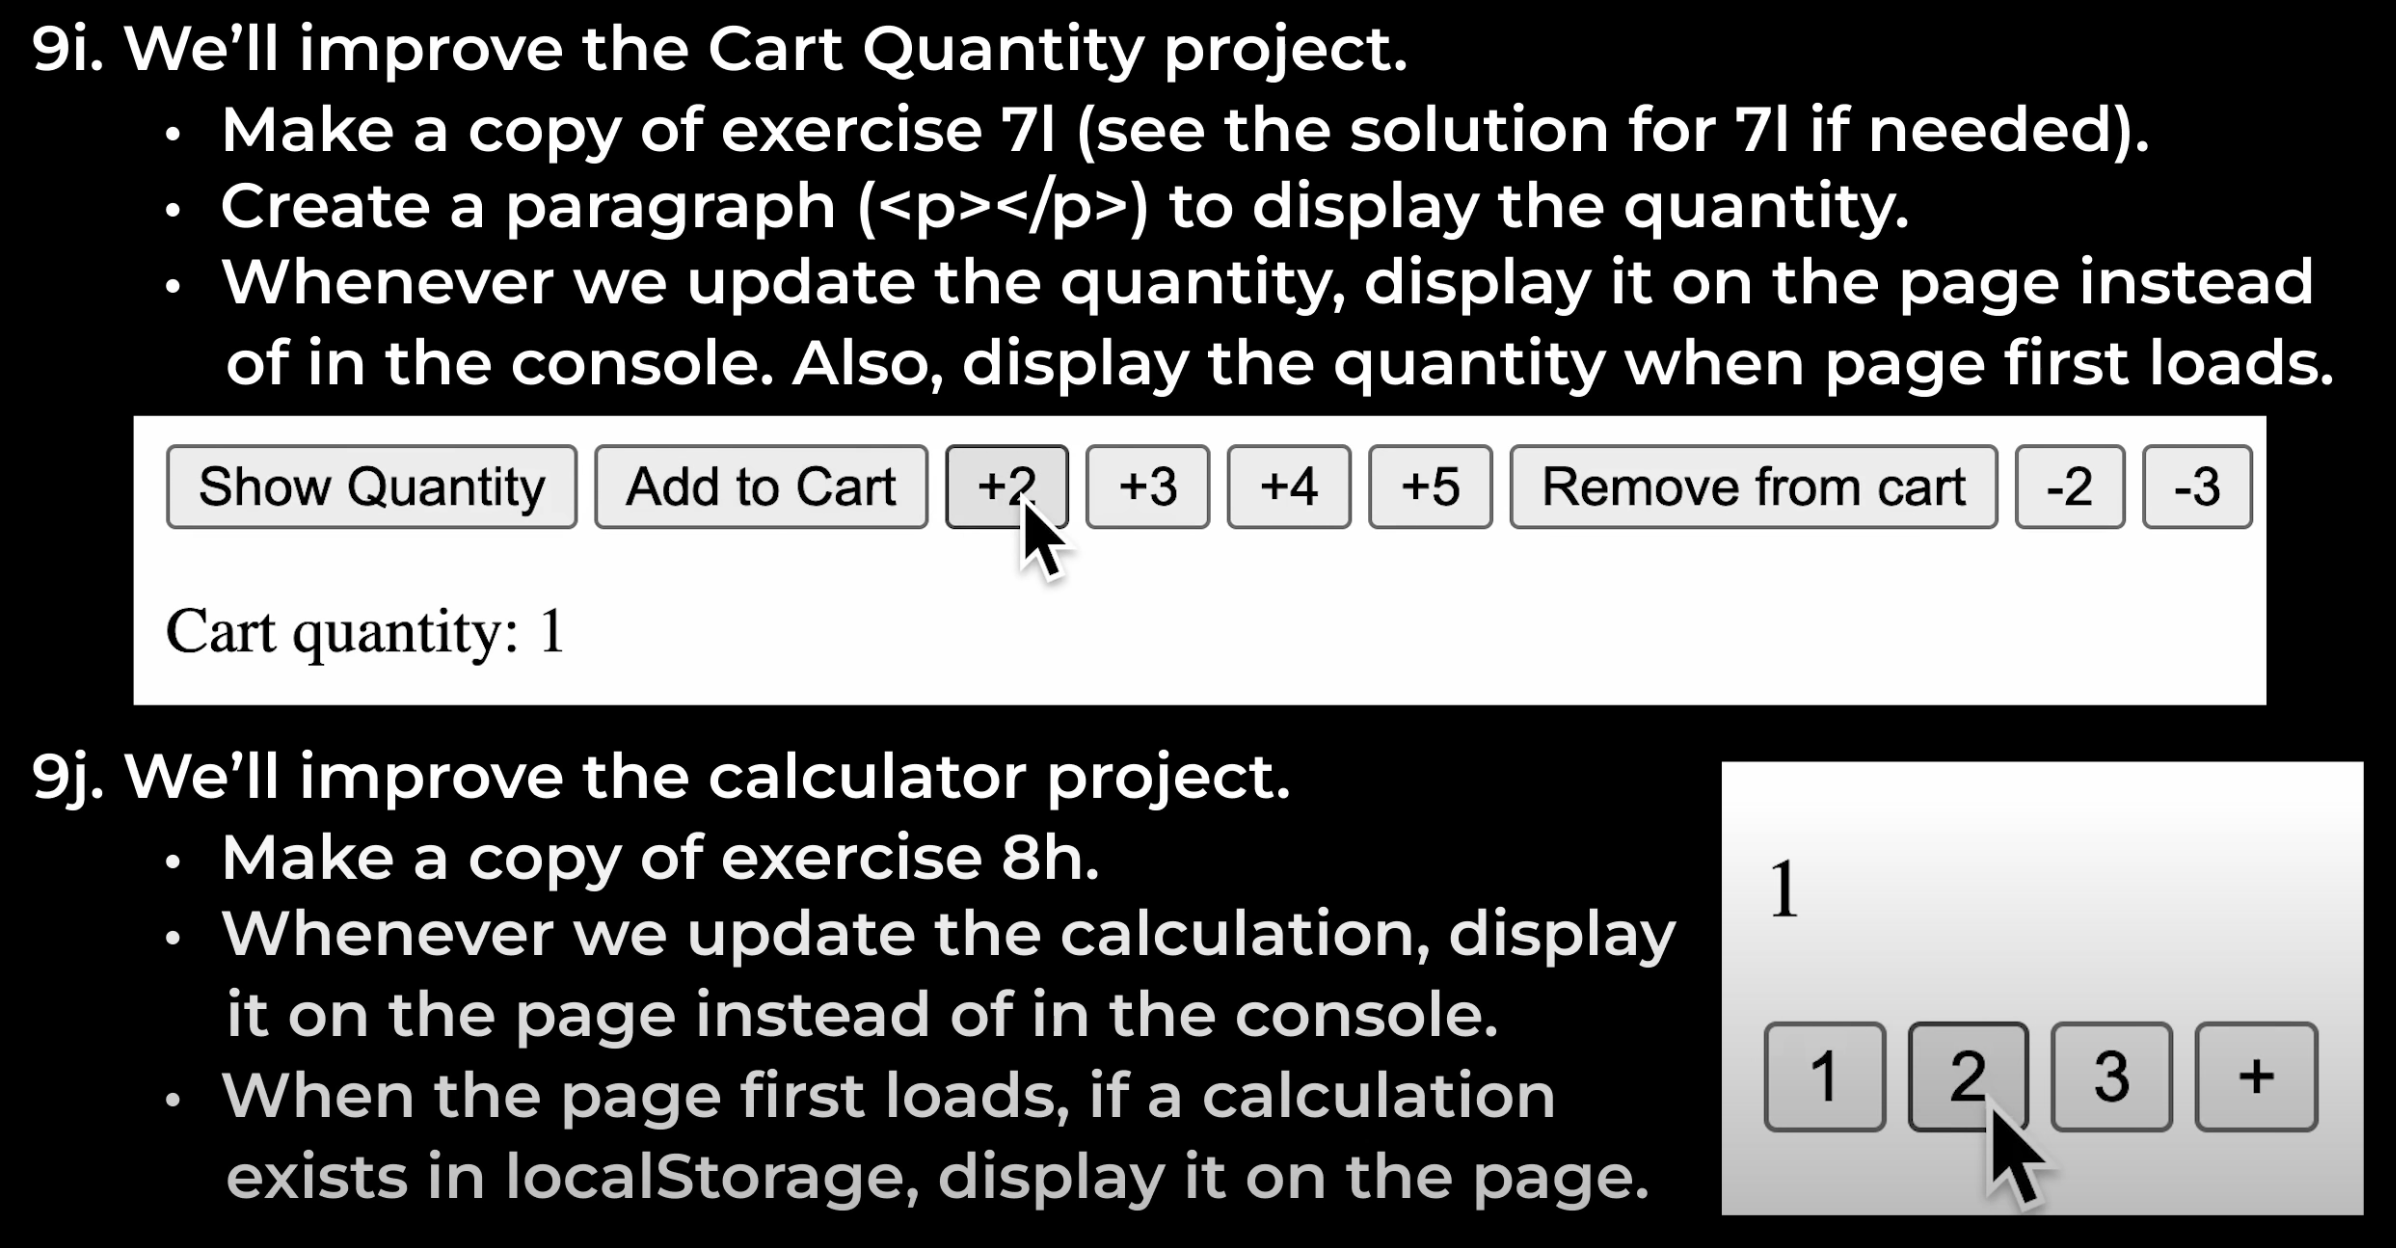 9i. We’ll improve the Cart Quantity project.
• Make a copy of exercise 7l (see the solution for 7l if needed).
• Create a paragraph (<p></p>) to display the quantity.
• Whenever we update the quantity, display it on the page instead
of in the console. Also, display the quantity when page first loads.
Show Quantity Add to Cart +2 +3 +4 +5 Remove from cart -2 -3
Cart quantity: 1
9j. We’ll improve the calculator project.
• Make a copy of exercise 8h.
• Whenever we update the calculation, display
it on the page instead of in the console.
• When the page first loads, if a calculation
exists in localStorage, display it on the page.
1
1 2 3 +